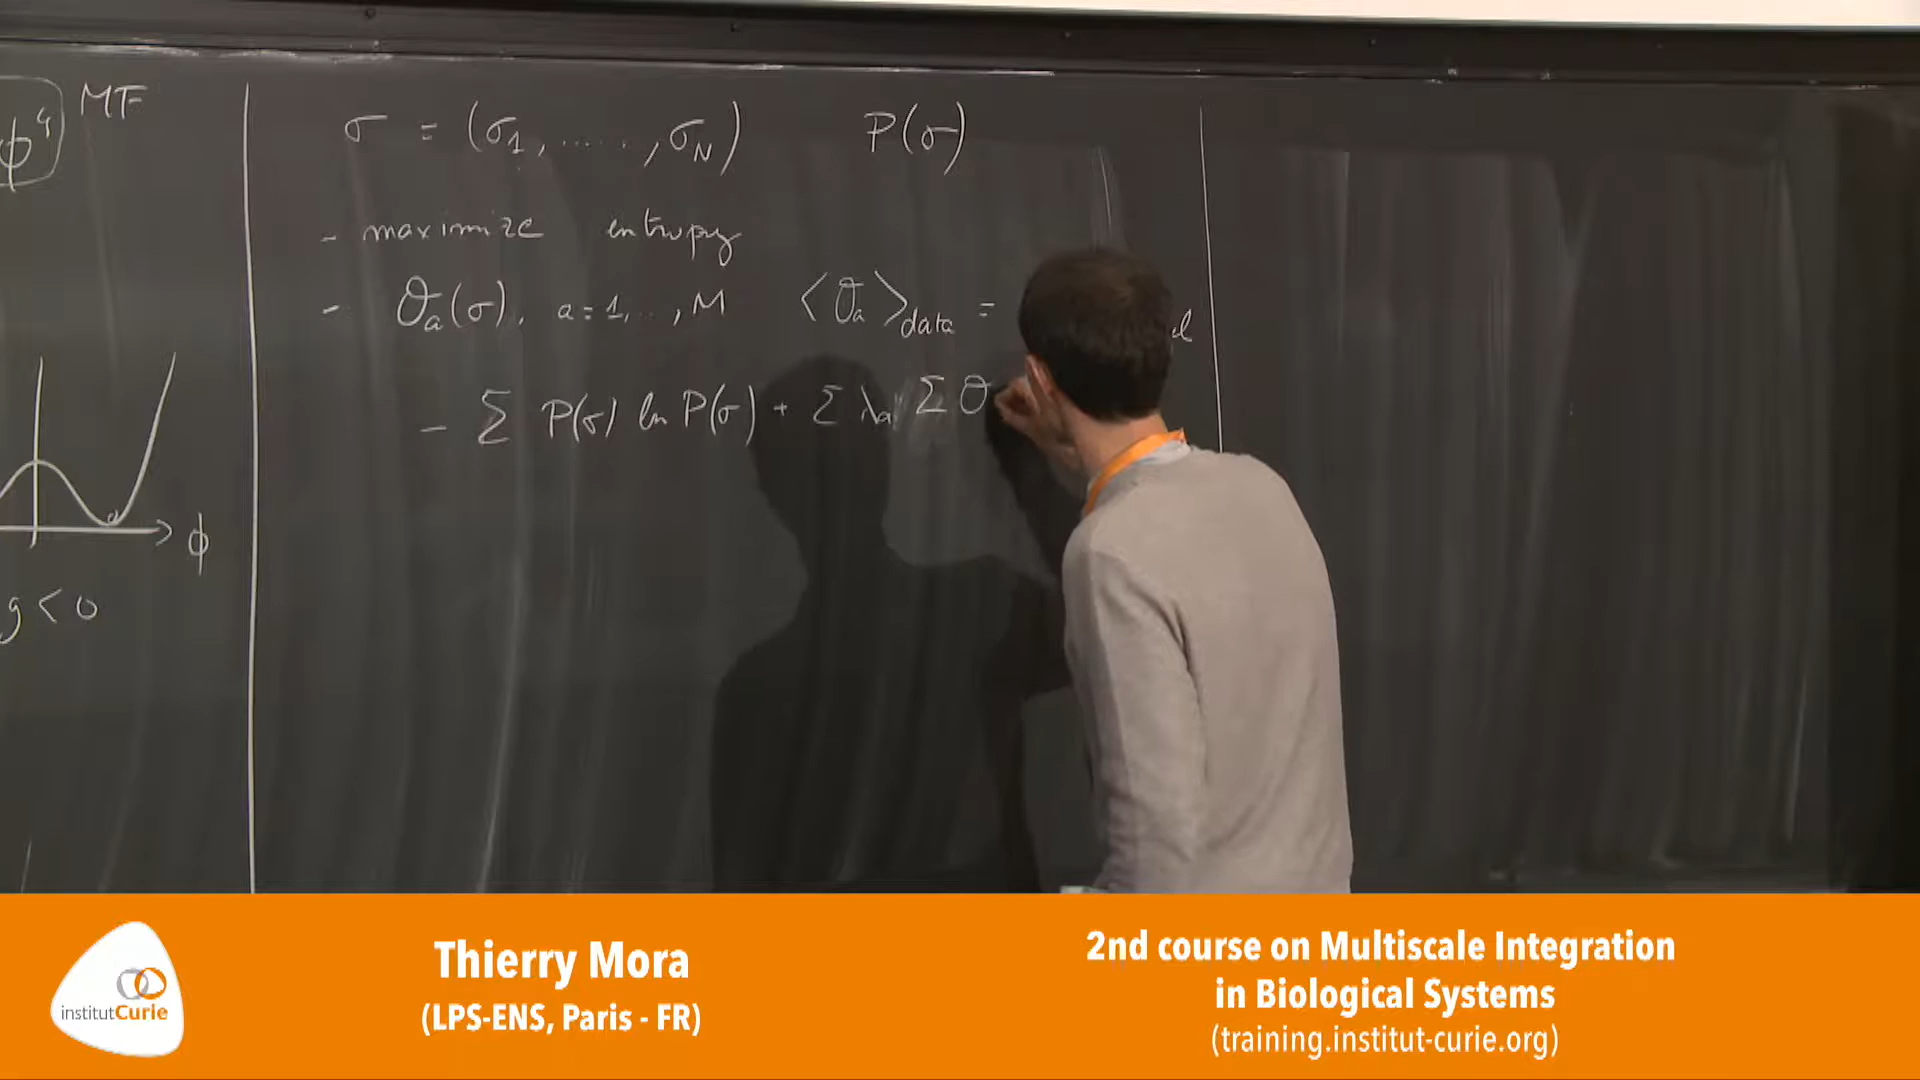 ϕ⁴ MF
σ = (σ1, ....., σN) P(σ)
- maximize entropy
- Oa(σ), a=1,..,M <Oa>data =
- Σ P(σ) ln P(σ) + Σ λa Σ O
ϕ
g < 0
institutCurie
Thierry Mora
(LPS-ENS, Paris - FR)
2nd course on Multiscale Integration
in Biological Systems
(training.institut-curie.org)